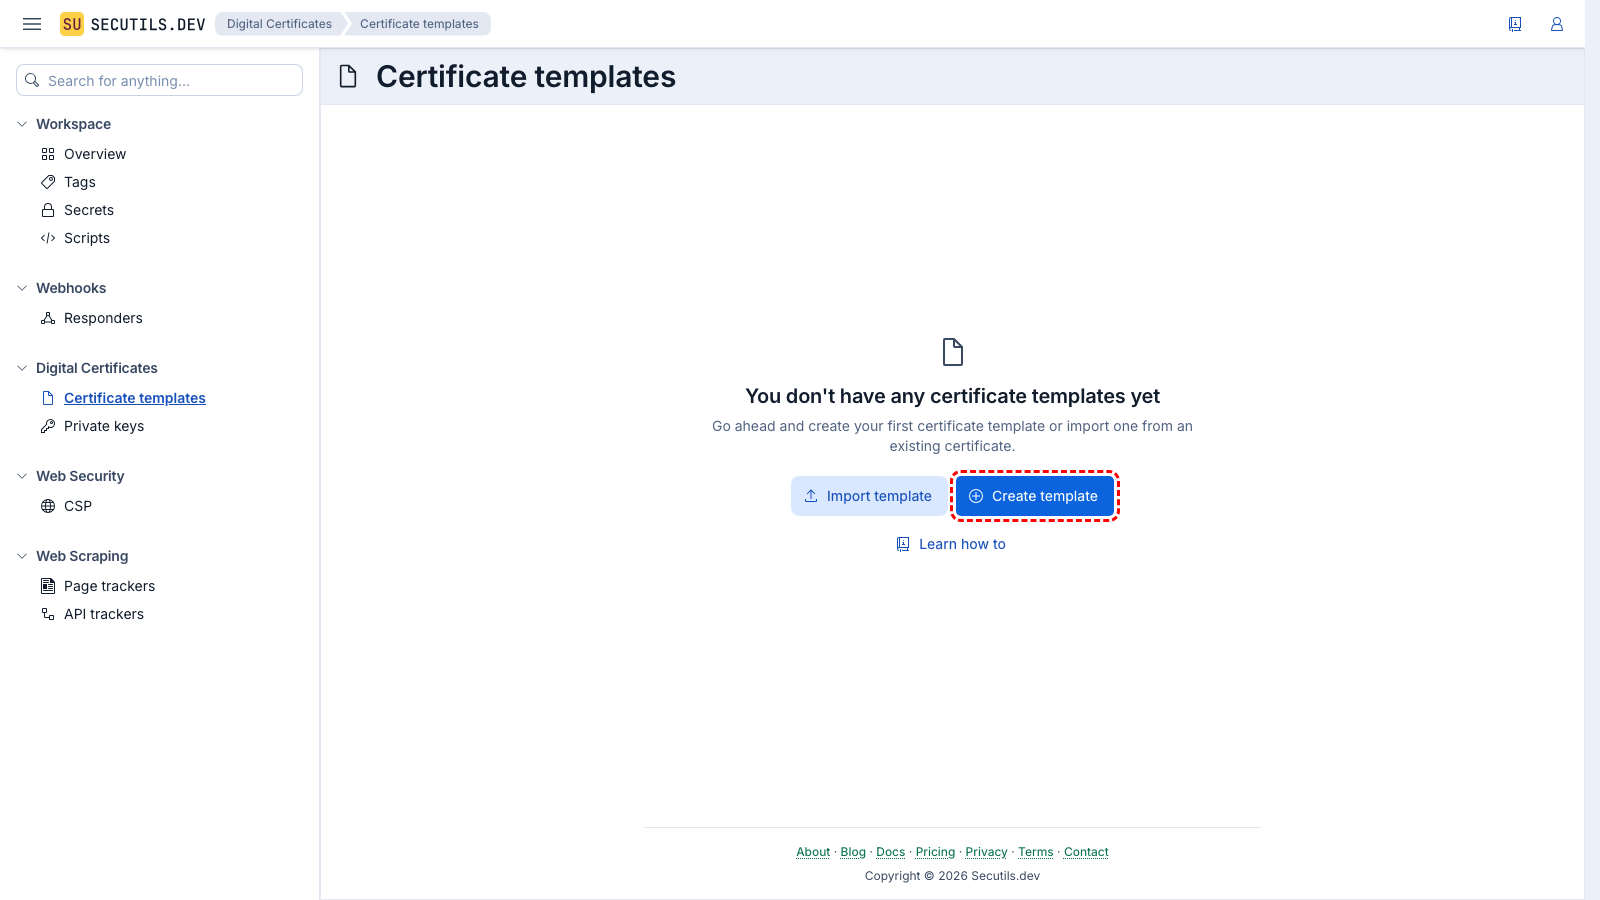 SU SECUTILS.DEV
Digital Certificates
Certificate templates
Search for anything...
Workspace
Overview
Tags
Secrets
Scripts
Webhooks
Responders
Digital Certificates
Certificate templates
Private keys
Web Security
CSP
Web Scraping
Page trackers
API trackers
Certificate templates
You don't have any certificate templates yet
Go ahead and create your first certificate template or import one from an
existing certificate.
Import template
Create template
Learn how to
About · Blog · Docs · Pricing · Privacy · Terms · Contact
Copyright © 2026 Secutils.dev